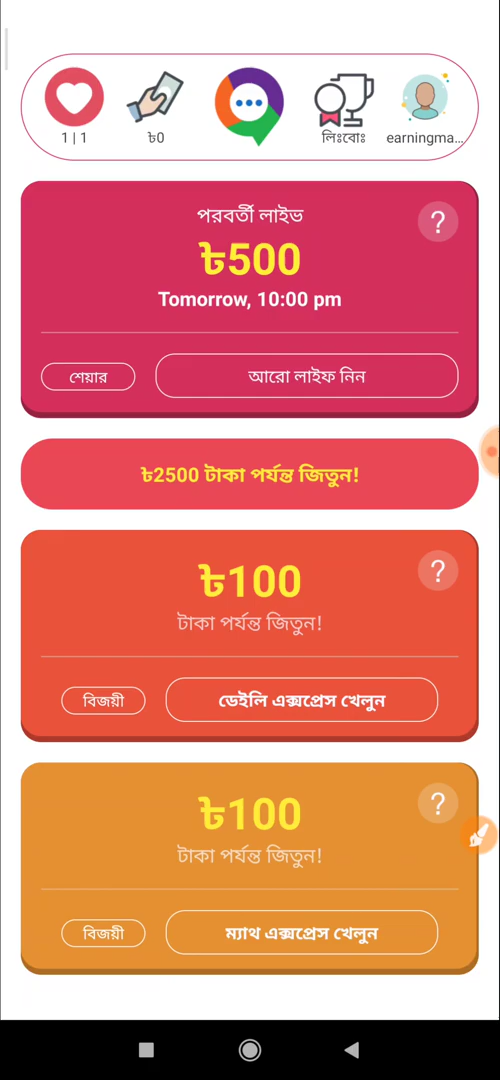 1 | 1
৳0
লিঃবোঃ
earningma...
পরবর্তী লাইভ
?
৳500
Tomorrow, 10:00 pm
শেয়ার
আরো লাইফ নিন
৳2500 টাকা পর্যন্ত জিতুন!
?
৳100
টাকা পর্যন্ত জিতুন!
বিজয়ী
ডেইলি এক্সপ্রেস খেলুন
?
৳100
টাকা পর্যন্ত জিতুন!
বিজয়ী
ম্যাথ এক্সপ্রেস খেলুন